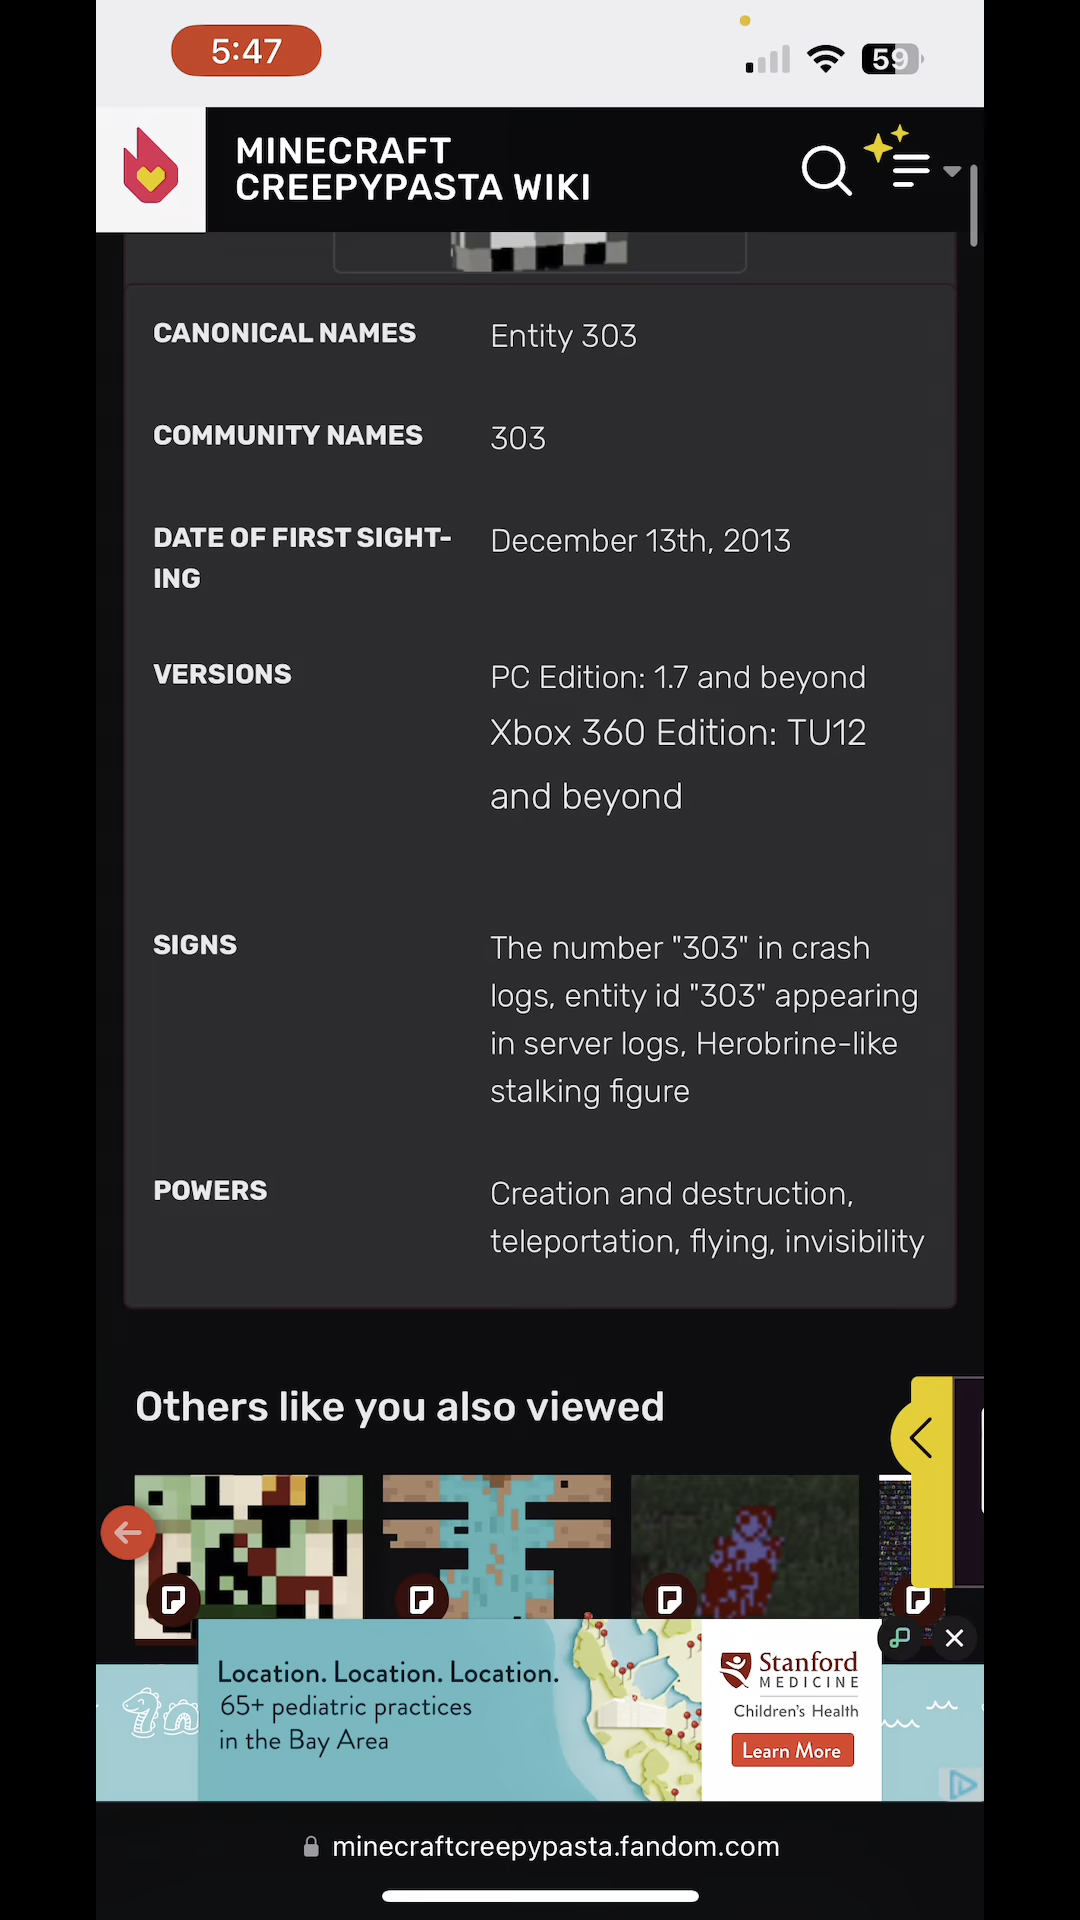 5:47
59
MINECRAFT
CREEPYPASTA WIKI
CANONICAL NAMES
Entity 303
COMMUNITY NAMES
303
DATE OF FIRST SIGHT-
ING
December 13th, 2013
VERSIONS
PC Edition: 1.7 and beyond
Xbox 360 Edition: TU12
and beyond
SIGNS
The number "303" in crash
logs, entity id "303" appearing
in server logs, Herobrine-like
stalking figure
POWERS
Creation and destruction,
teleportation, flying, invisibility
Others like you also viewed
Location. Location. Location.
65+ pediatric practices
in the Bay Area
Stanford
MEDICINE
Children's Health
Learn More
minecraftcreepypasta.fandom.com